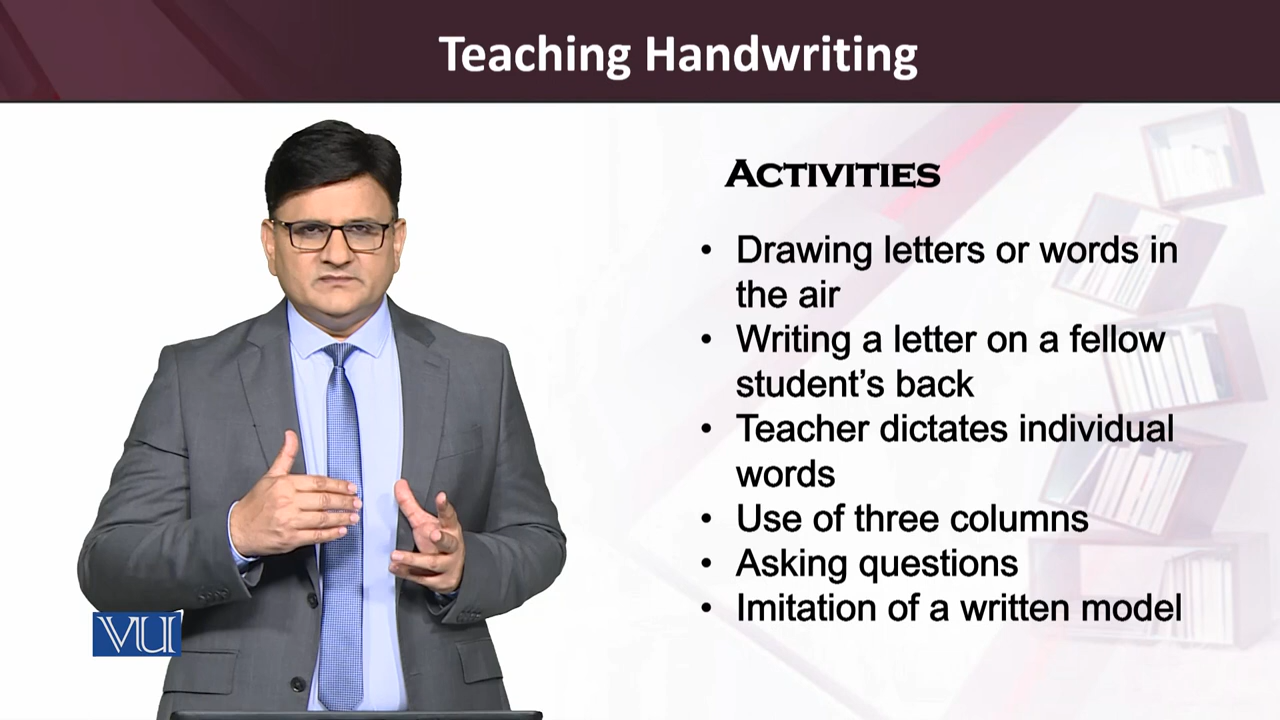 Teaching Handwriting
ACTIVITIES
• Drawing letters or words in
the air
• Writing a letter on a fellow
student’s back
• Teacher dictates individual
words
• Use of three columns
• Asking questions
• Imitation of a written model
VU